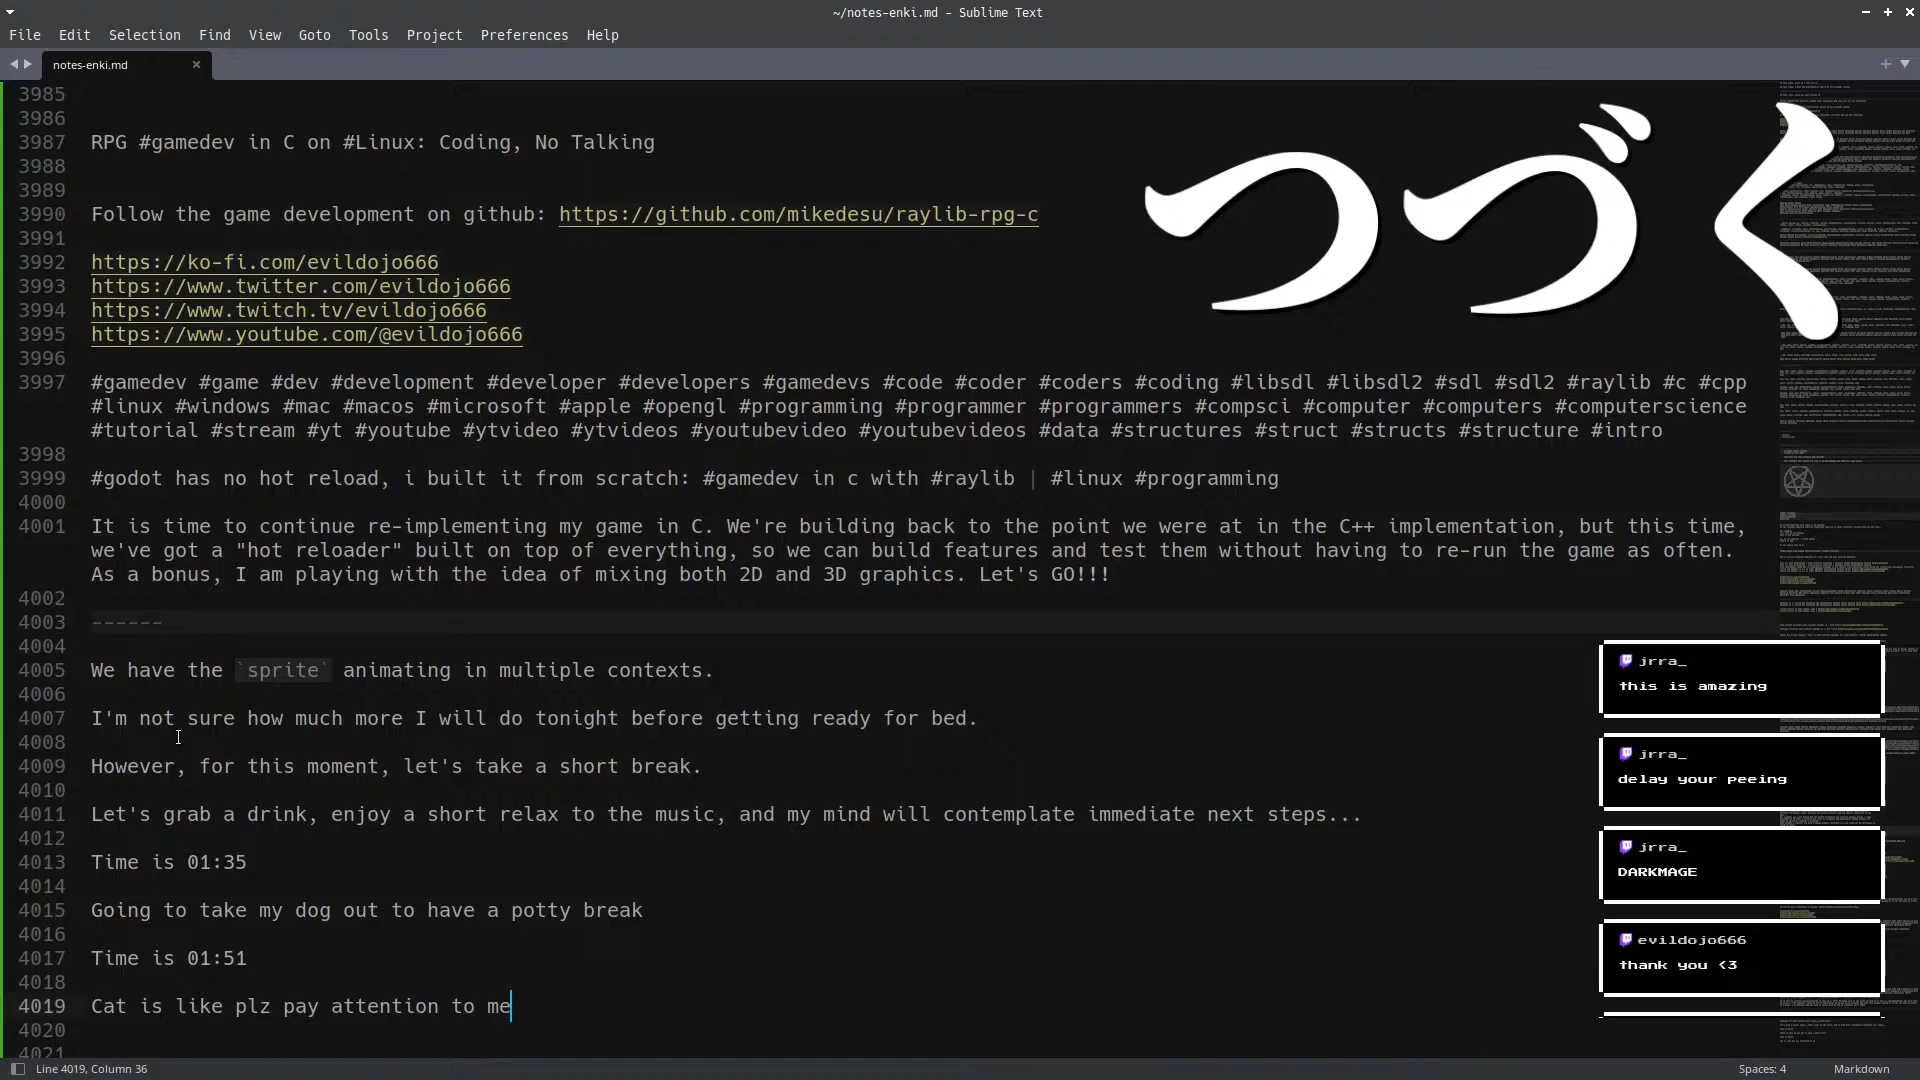 ~/notes-enki.md - Sublime Text
File Edit Selection Find View Goto Tools Project Preferences Help
notes-enki.md
3985
3986
3987 RPG #gamedev in C on #Linux: Coding, No Talking
3988
3989
3990 Follow the game development on github: https://github.com/mikedesu/raylib-rpg-c
3991
3992 https://ko-fi.com/evildojo666
3993 https://www.twitter.com/evildojo666
3994 https://www.twitch.tv/evildojo666
3995 https://www.youtube.com/@evildojo666
3996
3997 #gamedev #game #dev #development #developer #developers #gamedevs #code #coder #coders #coding #libsdl #libsdl2 #sdl #sdl2 #raylib #c #cpp
#linux #windows #mac #macos #microsoft #apple #opengl #programming #programmer #programmers #compsci #computer #computers #computerscience
#tutorial #stream #yt #youtube #ytvideo #ytvideos #youtubevideo #youtubevideos #data #structures #struct #structs #structure #intro
3998
3999 #godot has no hot reload, i built it from scratch: #gamedev in c with #raylib | #linux #programming
4000
4001 It is time to continue re-implementing my game in C. We're building back to the point we were at in the C++ implementation, but this time,
we've got a "hot reloader" built on top of everything, so we can build features and test them without having to re-run the game as often.
As a bonus, I am playing with the idea of mixing both 2D and 3D graphics. Let's GO!!!
4002
4003 ------
4004
4005 We have the `sprite` animating in multiple contexts.
4006
4007 I'm not sure how much more I will do tonight before getting ready for bed.
4008
4009 However, for this moment, let's take a short break.
4010
4011 Let's grab a drink, enjoy a short relax to the music, and my mind will contemplate immediate next steps...
4012
4013 Time is 01:35
4014
4015 Going to take my dog out to have a potty break
4016
4017 Time is 01:51
4018
4019 Cat is like plz pay attention to me
4020
4021
つづく
jrra_
this is amazing
jrra_
delay your peeing
jrra_
DARKMAGE
evildojo666
thank you <3
Line 4019, Column 36
Spaces: 4
Markdown